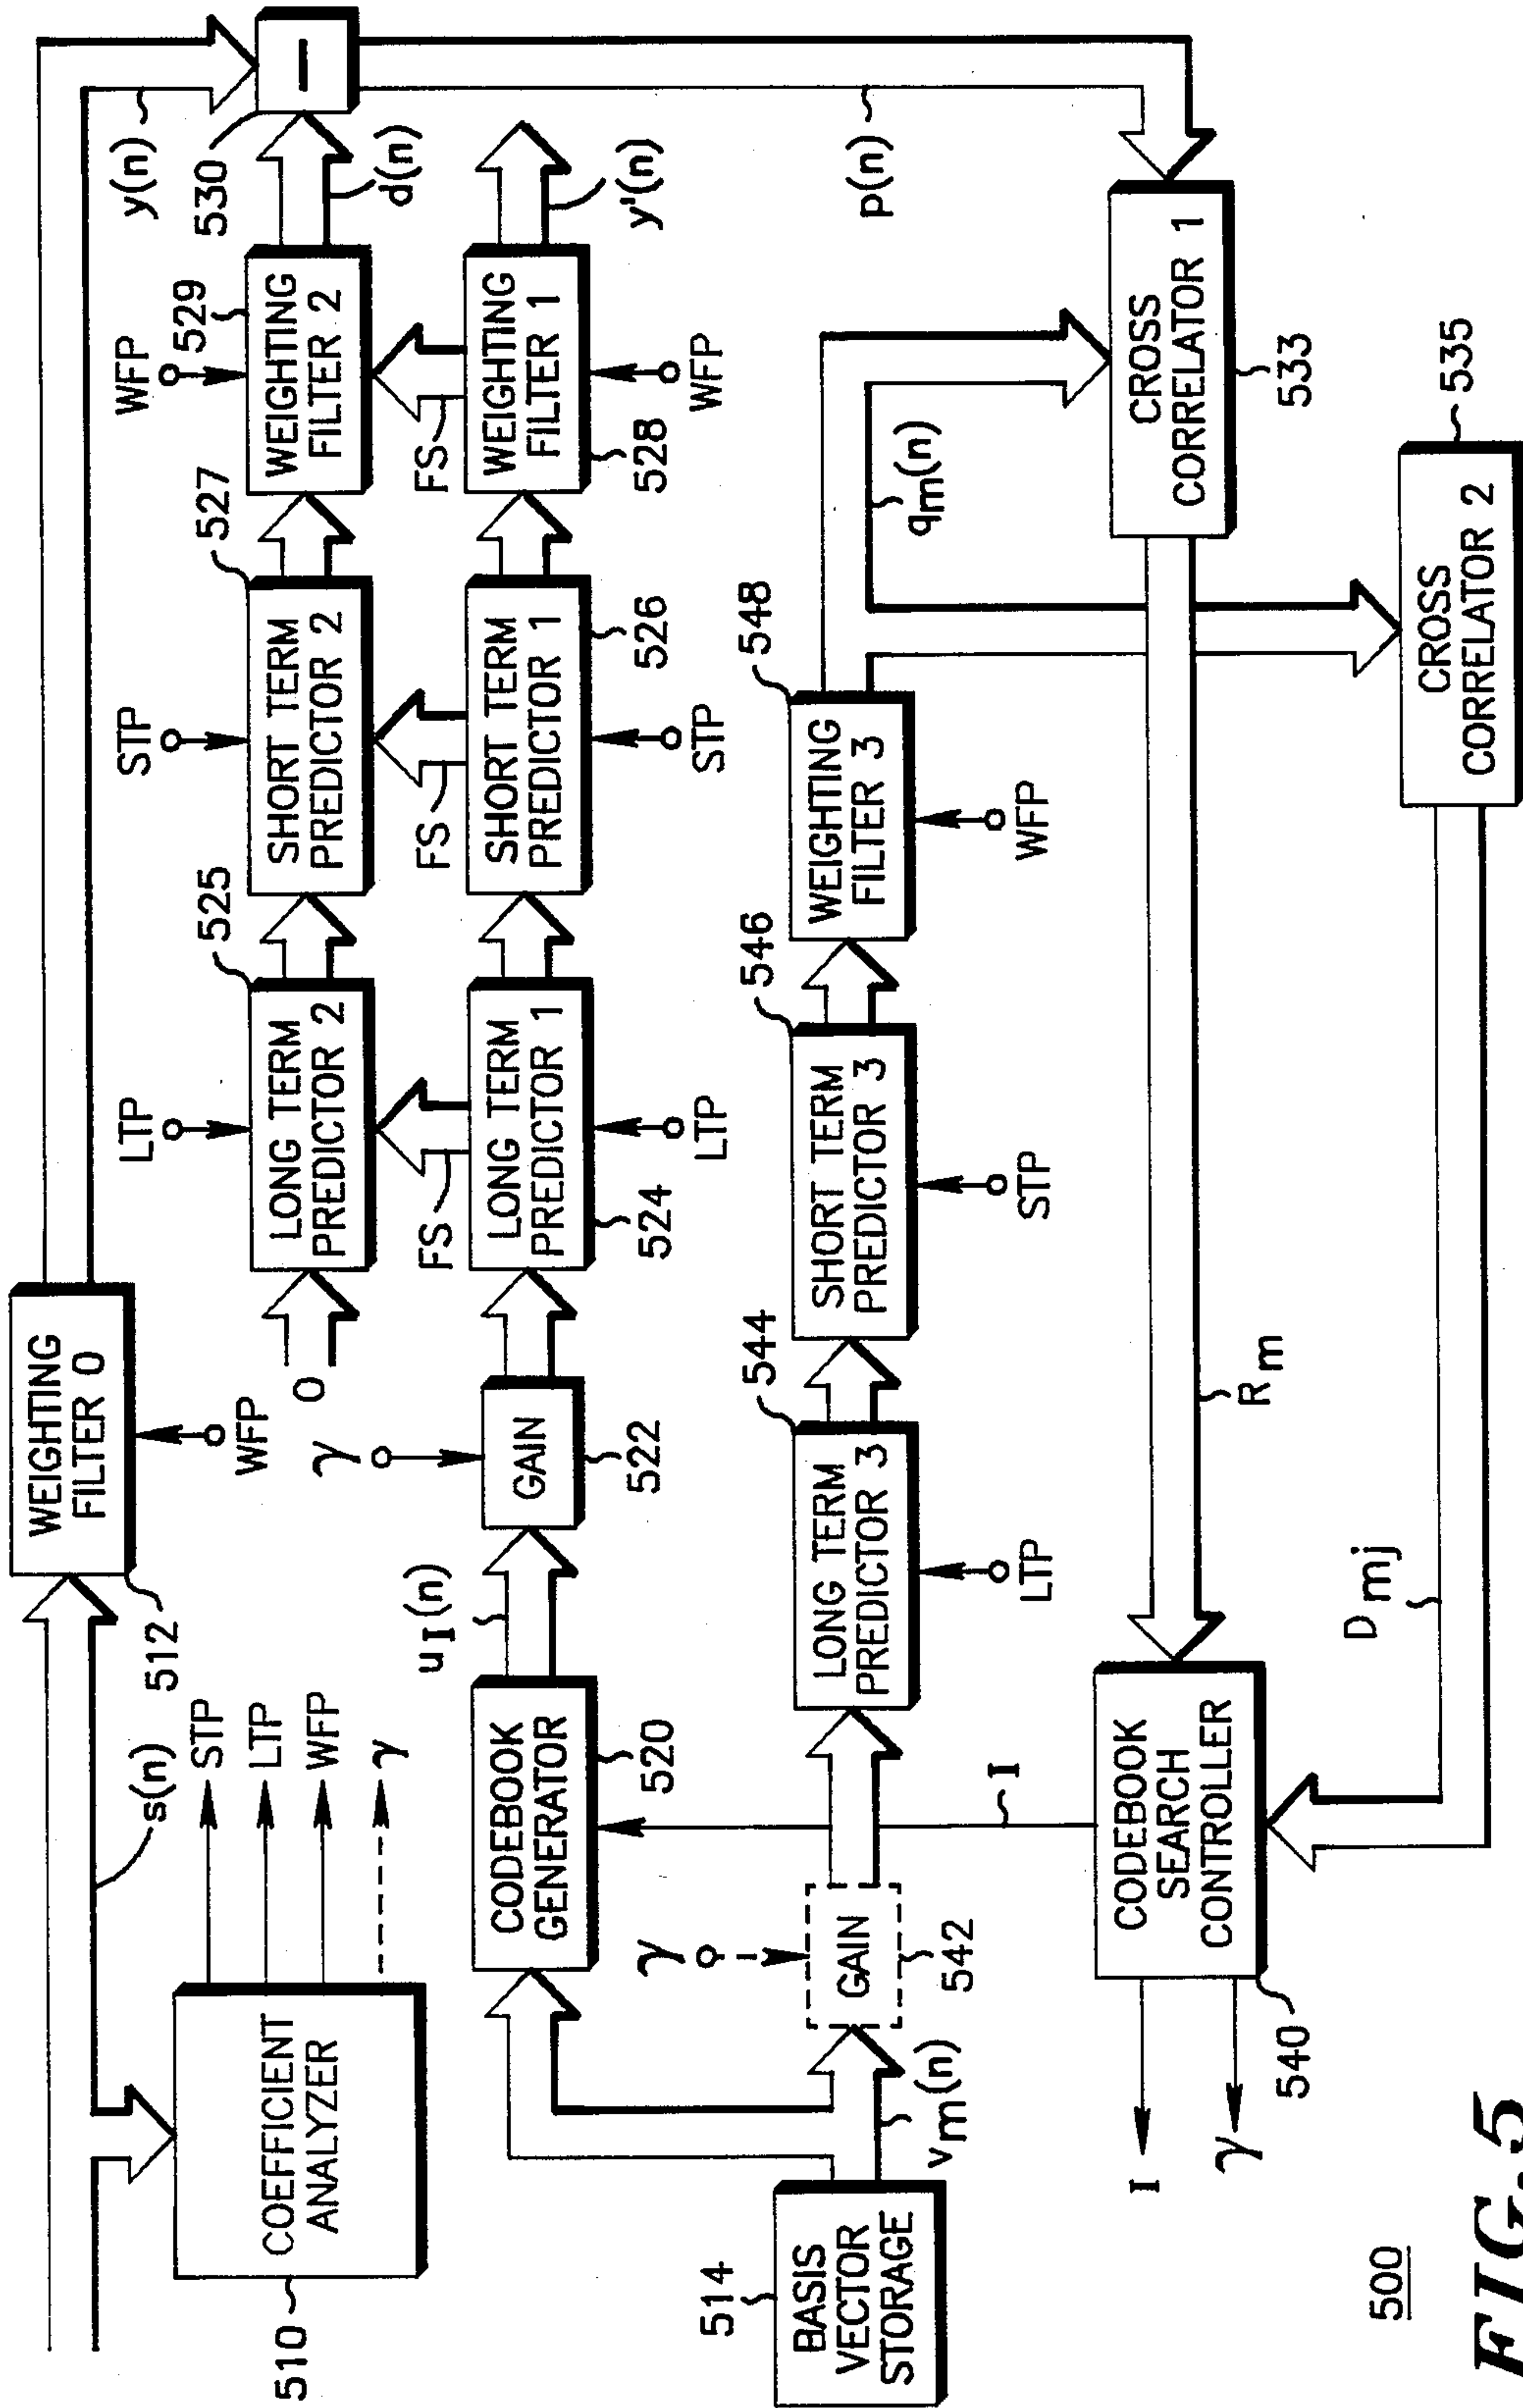 s(n)
510
COEFFICIENT
ANALYZER
STP
LTP
WFP
γ
512
WEIGHTING
FILTER 0
WFP
y(n)
530
−
d(n)
0
LTP
LONG TERM
PREDICTOR 2
525
STP
SHORT TERM
PREDICTOR 2
527
WFP
WEIGHTING
FILTER 2
529
FS
FS
FS
CODEBOOK
GENERATOR
520
uI(n)
γ
GAIN
522
LONG TERM
PREDICTOR 1
524
LTP
SHORT TERM
PREDICTOR 1
526
STP
WEIGHTING
FILTER 1
528
WFP
y'(n)
514
BASIS
VECTOR
STORAGE
vm(n)
γ
GAIN
542
LONG TERM
PREDICTOR 3
544
LTP
SHORT TERM
PREDICTOR 3
546
STP
WEIGHTING
FILTER 3
548
WFP
qm(n)
p(n)
I
CODEBOOK
SEARCH
CONTROLLER
540
I
γ
Rm
CROSS
CORRELATOR 1
533
Dmj
CROSS
CORRELATOR 2
535
500
FIG.5